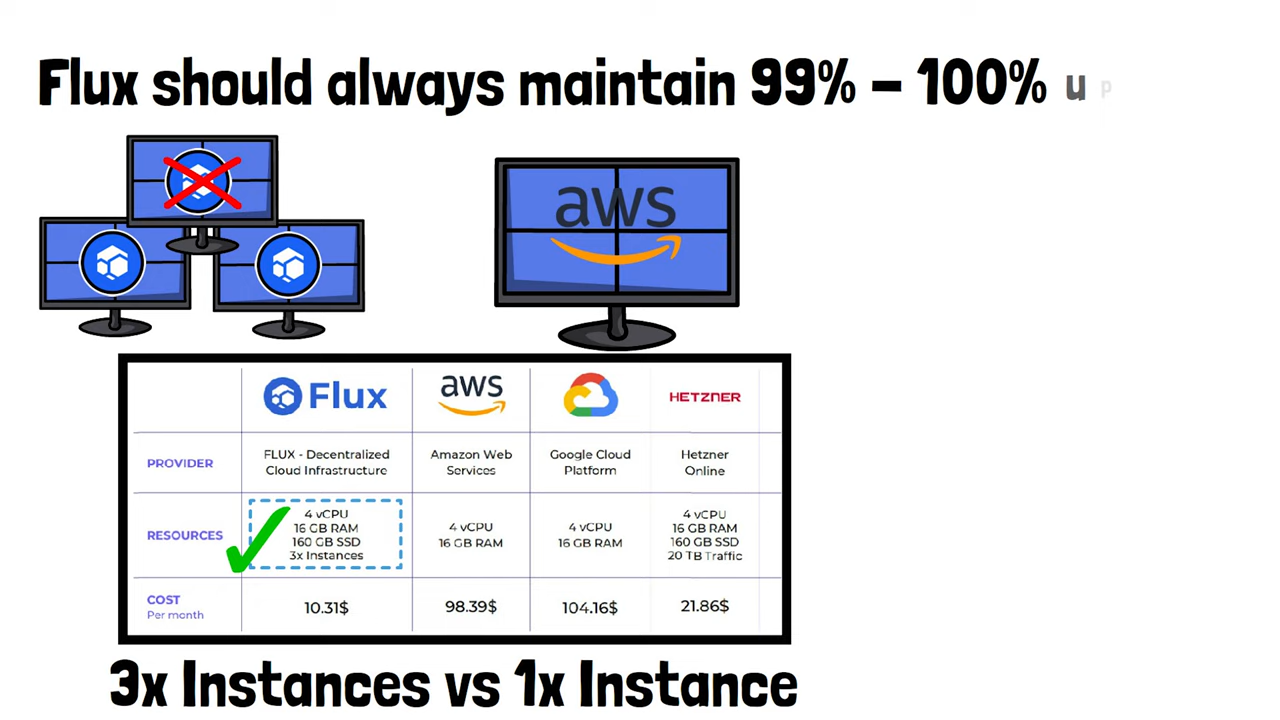 Flux should always maintain 99% – 100% u p
aws
Flux
aws
HETZNER
PROVIDER
FLUX - Decentralized
Cloud Infrastructure
Amazon Web
Services
Google Cloud
Platform
Hetzner
Online
RESOURCES
4 vCPU
16 GB RAM
160 GB SSD
3x Instances
4 vCPU
16 GB RAM
4 vCPU
16 GB RAM
4 vCPU
16 GB RAM
160 GB SSD
20 TB Traffic
COST
Per month
10.31$
98.39$
104.16$
21.86$
3x Instances vs 1x Instance